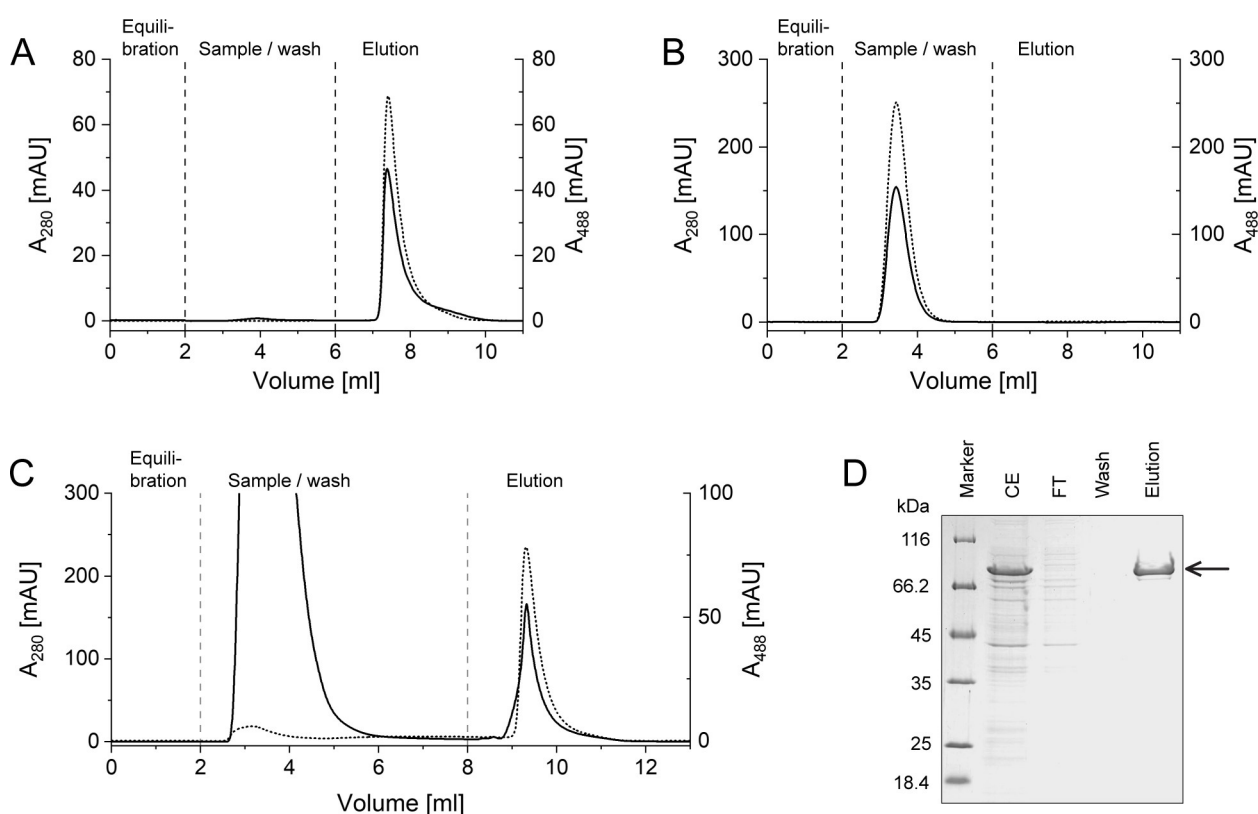 A
Equili-
bration
Sample / wash
Elution
80
60
40
20
0
A280 [mAU]
80
60
40
20
0
A488 [mAU]
0 2 4 6 8 10
Volume [ml]
B
Equili-
bration
Sample / wash
Elution
300
200
100
0
A280 [mAU]
300
200
100
0
A488 [mAU]
0 2 4 6 8 10
Volume [ml]
C
Equili-
bration
Sample / wash
Elution
300
200
100
0
A280 [mAU]
100
50
0
A488 [mAU]
0 2 4 6 8 10 12
Volume [ml]
D
Marker
CE
FT
Wash
Elution
kDa
116
66.2
45
35
25
18.4